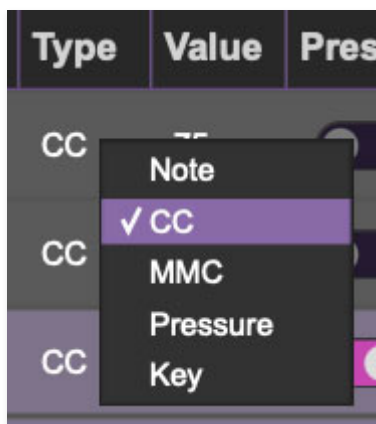 Type Value Pres
CC
Note
✓ CC
CC
MMC
Pressure
CC
Key